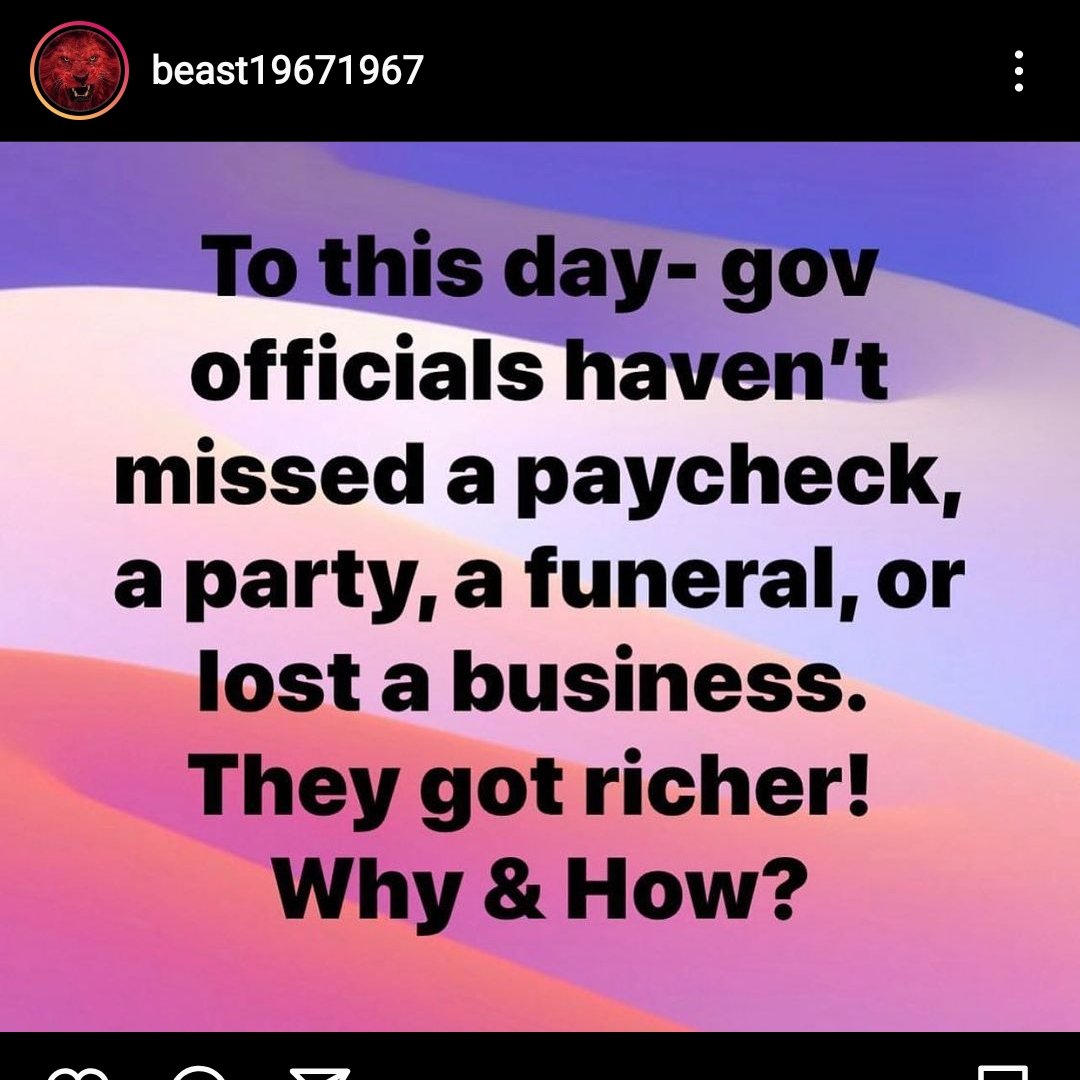 beast19671967
To this day- gov
officials haven't
missed a paycheck,
a party, a funeral, or
lost a business.
They got richer!
Why & How?